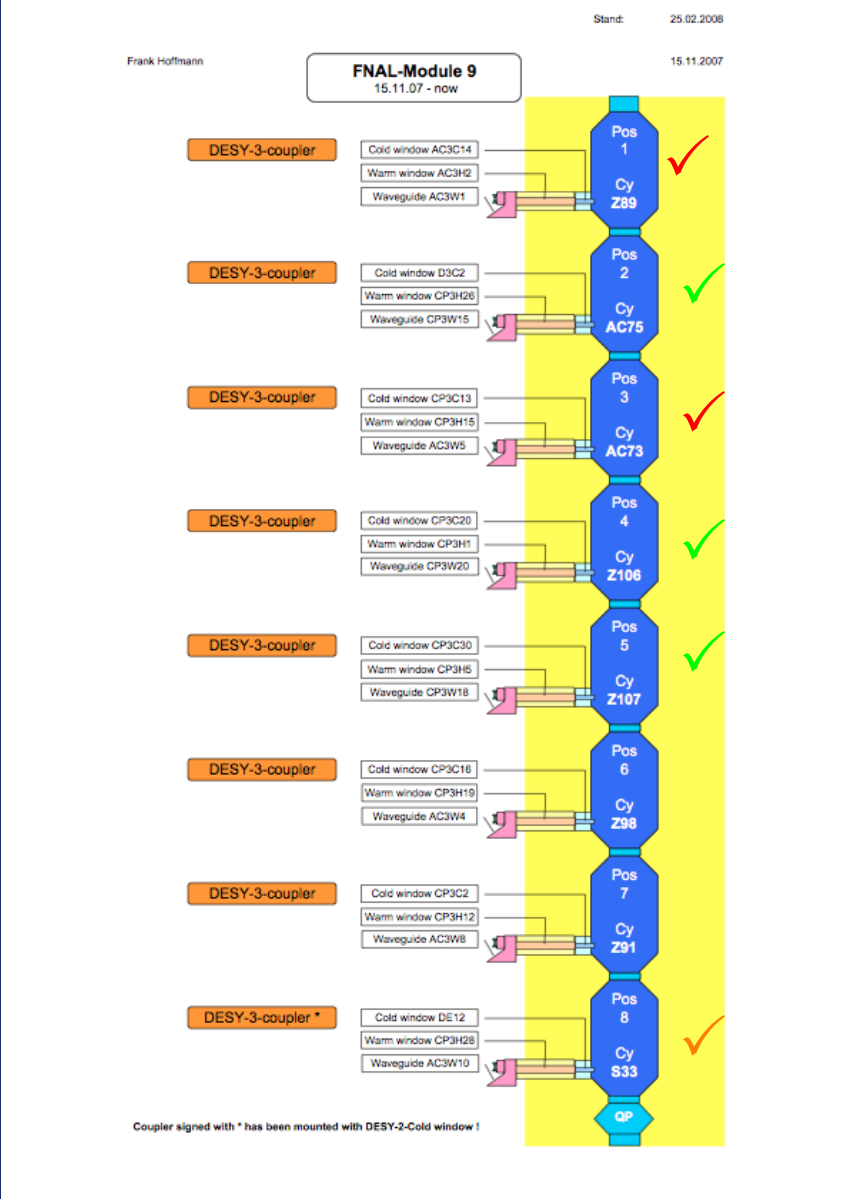 Stand: 25.02.2008
Frank Hoffmann
FNAL-Module 9
15.11.07 - now
15.11.2007
DESY-3-coupler
Cold window AC3C14
Warm window AC3H2
Waveguide AC3W1
Pos
1
Cy
Z89
DESY-3-coupler
Cold window D3C2
Warm window CP3H26
Waveguide CP3W15
Pos
2
Cy
AC75
DESY-3-coupler
Cold window CP3C13
Warm window CP3H15
Waveguide AC3W5
Pos
3
Cy
AC73
DESY-3-coupler
Cold window CP3C20
Warm window CP3H1
Waveguide CP3W20
Pos
4
Cy
Z106
DESY-3-coupler
Cold window CP3C30
Warm window CP3H5
Waveguide CP3W18
Pos
5
Cy
Z107
DESY-3-coupler
Cold window CP3C16
Warm window CP3H19
Waveguide AC3W4
Pos
6
Cy
Z98
DESY-3-coupler
Cold window CP3C2
Warm window CP3H12
Waveguide AC3W8
Pos
7
Cy
Z91
DESY-3-coupler *
Cold window DE12
Warm window CP3H28
Waveguide AC3W10
Pos
8
Cy
S33
QP
Coupler signed with * has been mounted with DESY-2-Cold window !